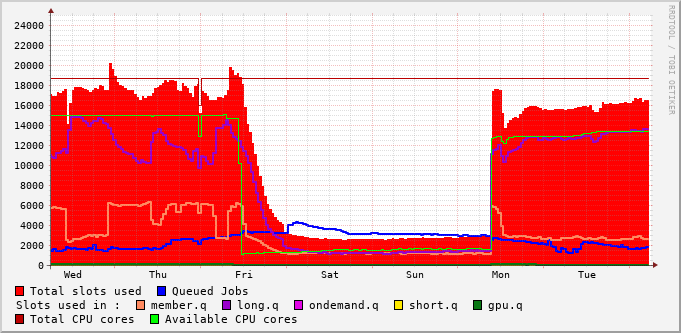 RRDTOOL / TOBI OETIKER
24000
22000
20000
18000
16000
14000
12000
10000
8000
6000
4000
2000
0
Wed Thu Fri Sat Sun Mon Tue
Total slots used Queued Jobs
Slots used in : member.q long.q ondemand.q short.q gpu.q
Total CPU cores Available CPU cores